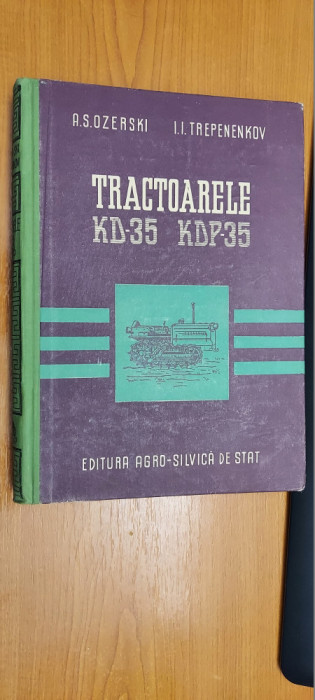 A.S.OZERSKI I.I.TREPENENKOV
TRACTOARELE
KD-35 KDP-35
EDITURA AGRO-SILVICĂ DE STAT